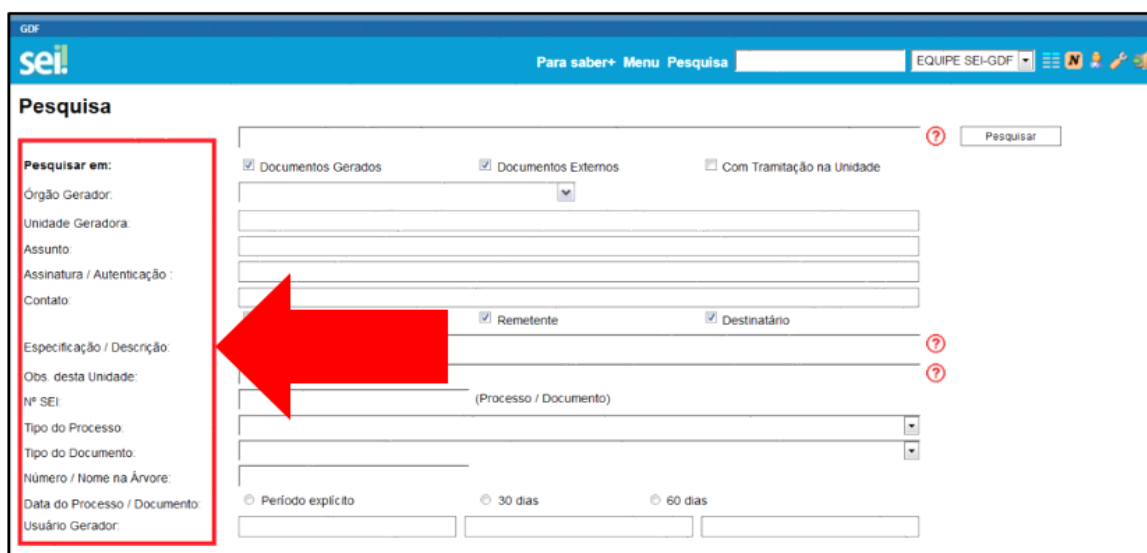 GDF
sei!
Para saber+ Menu Pesquisa
EQUIPE SEI-GDF
N
Pesquisa
? Pesquisar
Pesquisar em:
Documentos Gerados Documentos Externos Com Tramitação na Unidade
Órgão Gerador:
Unidade Geradora:
Assunto:
Assinatura / Autenticação :
Contato:
Remetente Destinatário
Especificação / Descrição: ?
Obs. desta Unidade: ?
Nº SEI: (Processo / Documento)
Tipo do Processo:
Tipo do Documento:
Número / Nome na Árvore:
Data do Processo / Documento: Período explícito 30 dias 60 dias
Usuário Gerador: